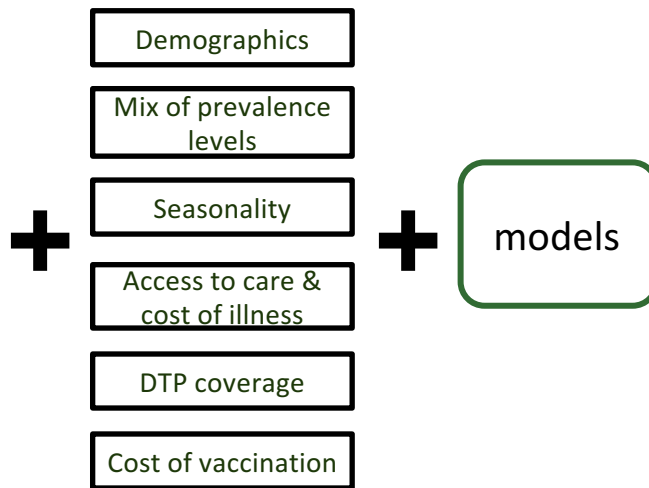 Demographics
Mix of prevalence
levels
Seasonality
Access to care &
cost of illness
DTP coverage
Cost of vaccination
models